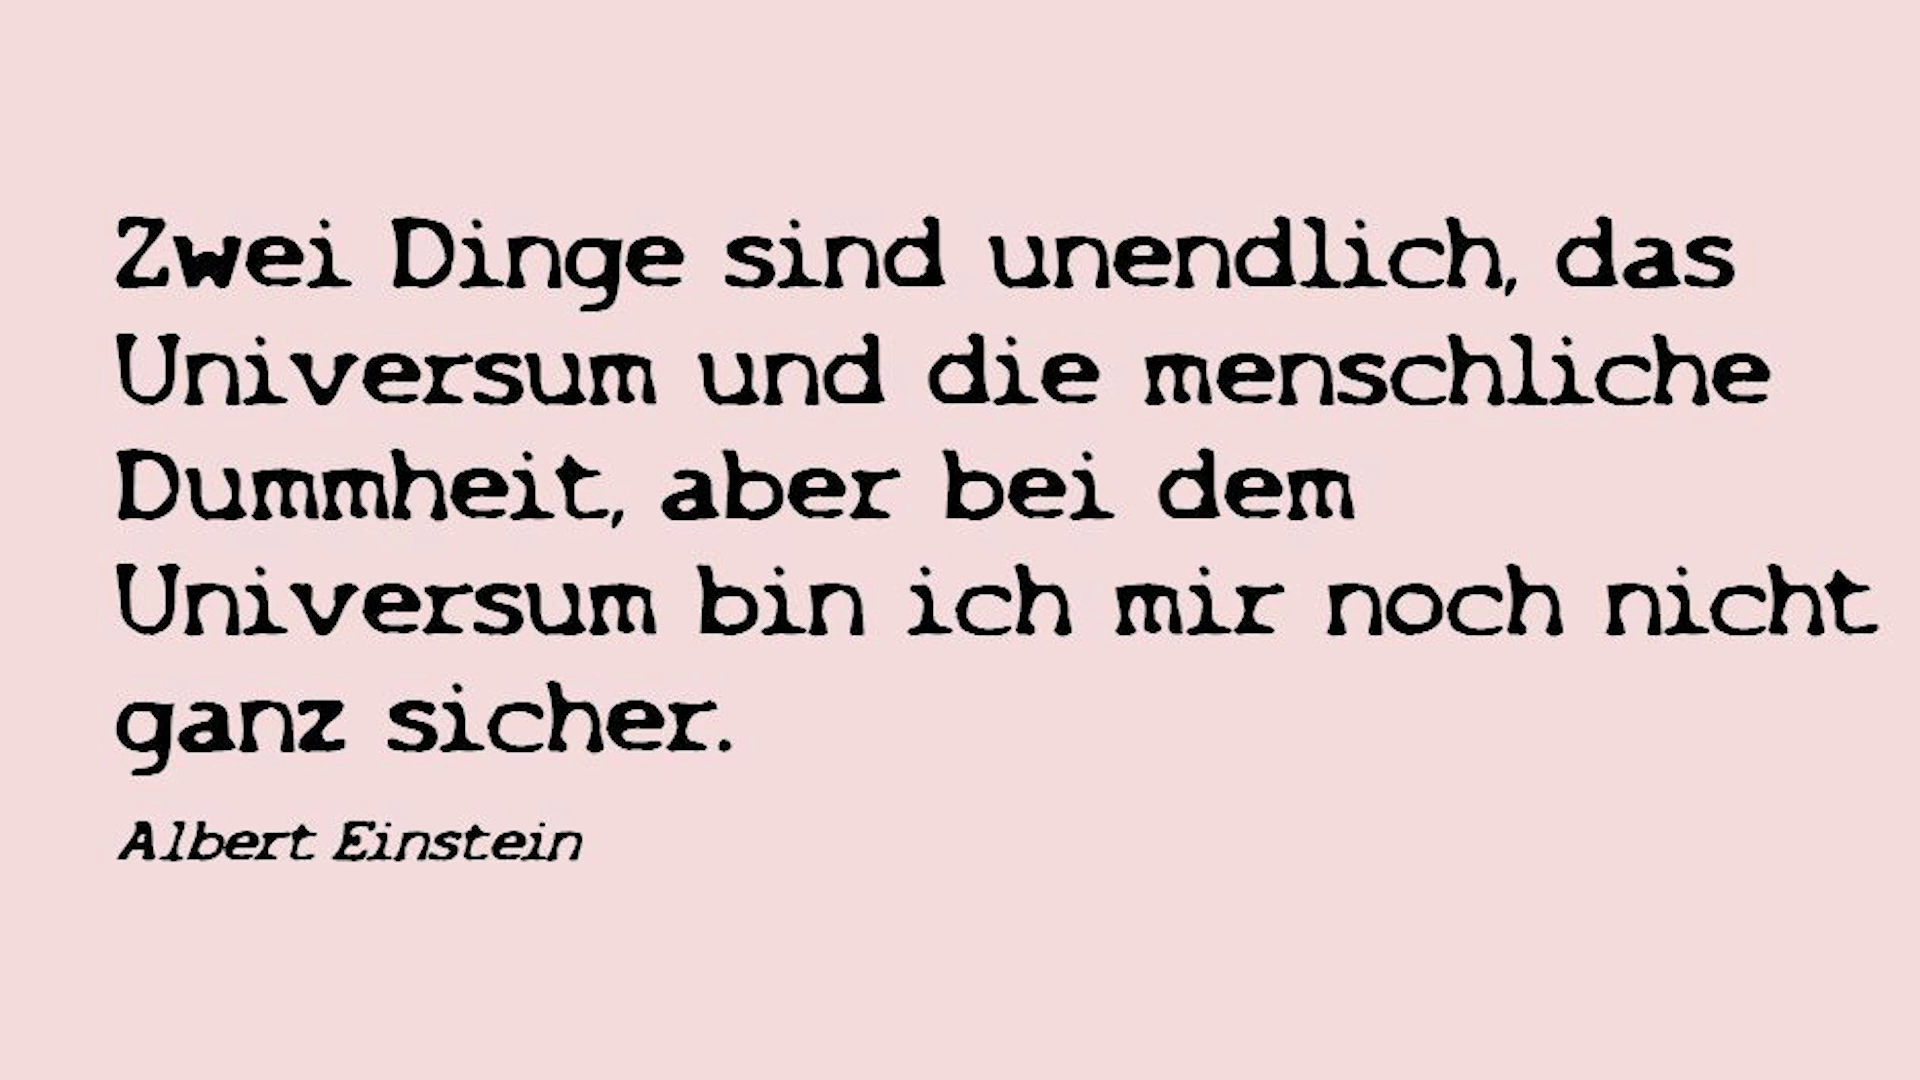 Zwei Dinge sind unendlich, das
Universum und die menschliche
Dummheit, aber bei dem
Universum bin ich mir noch nicht
ganz sicher.
Albert Einstein